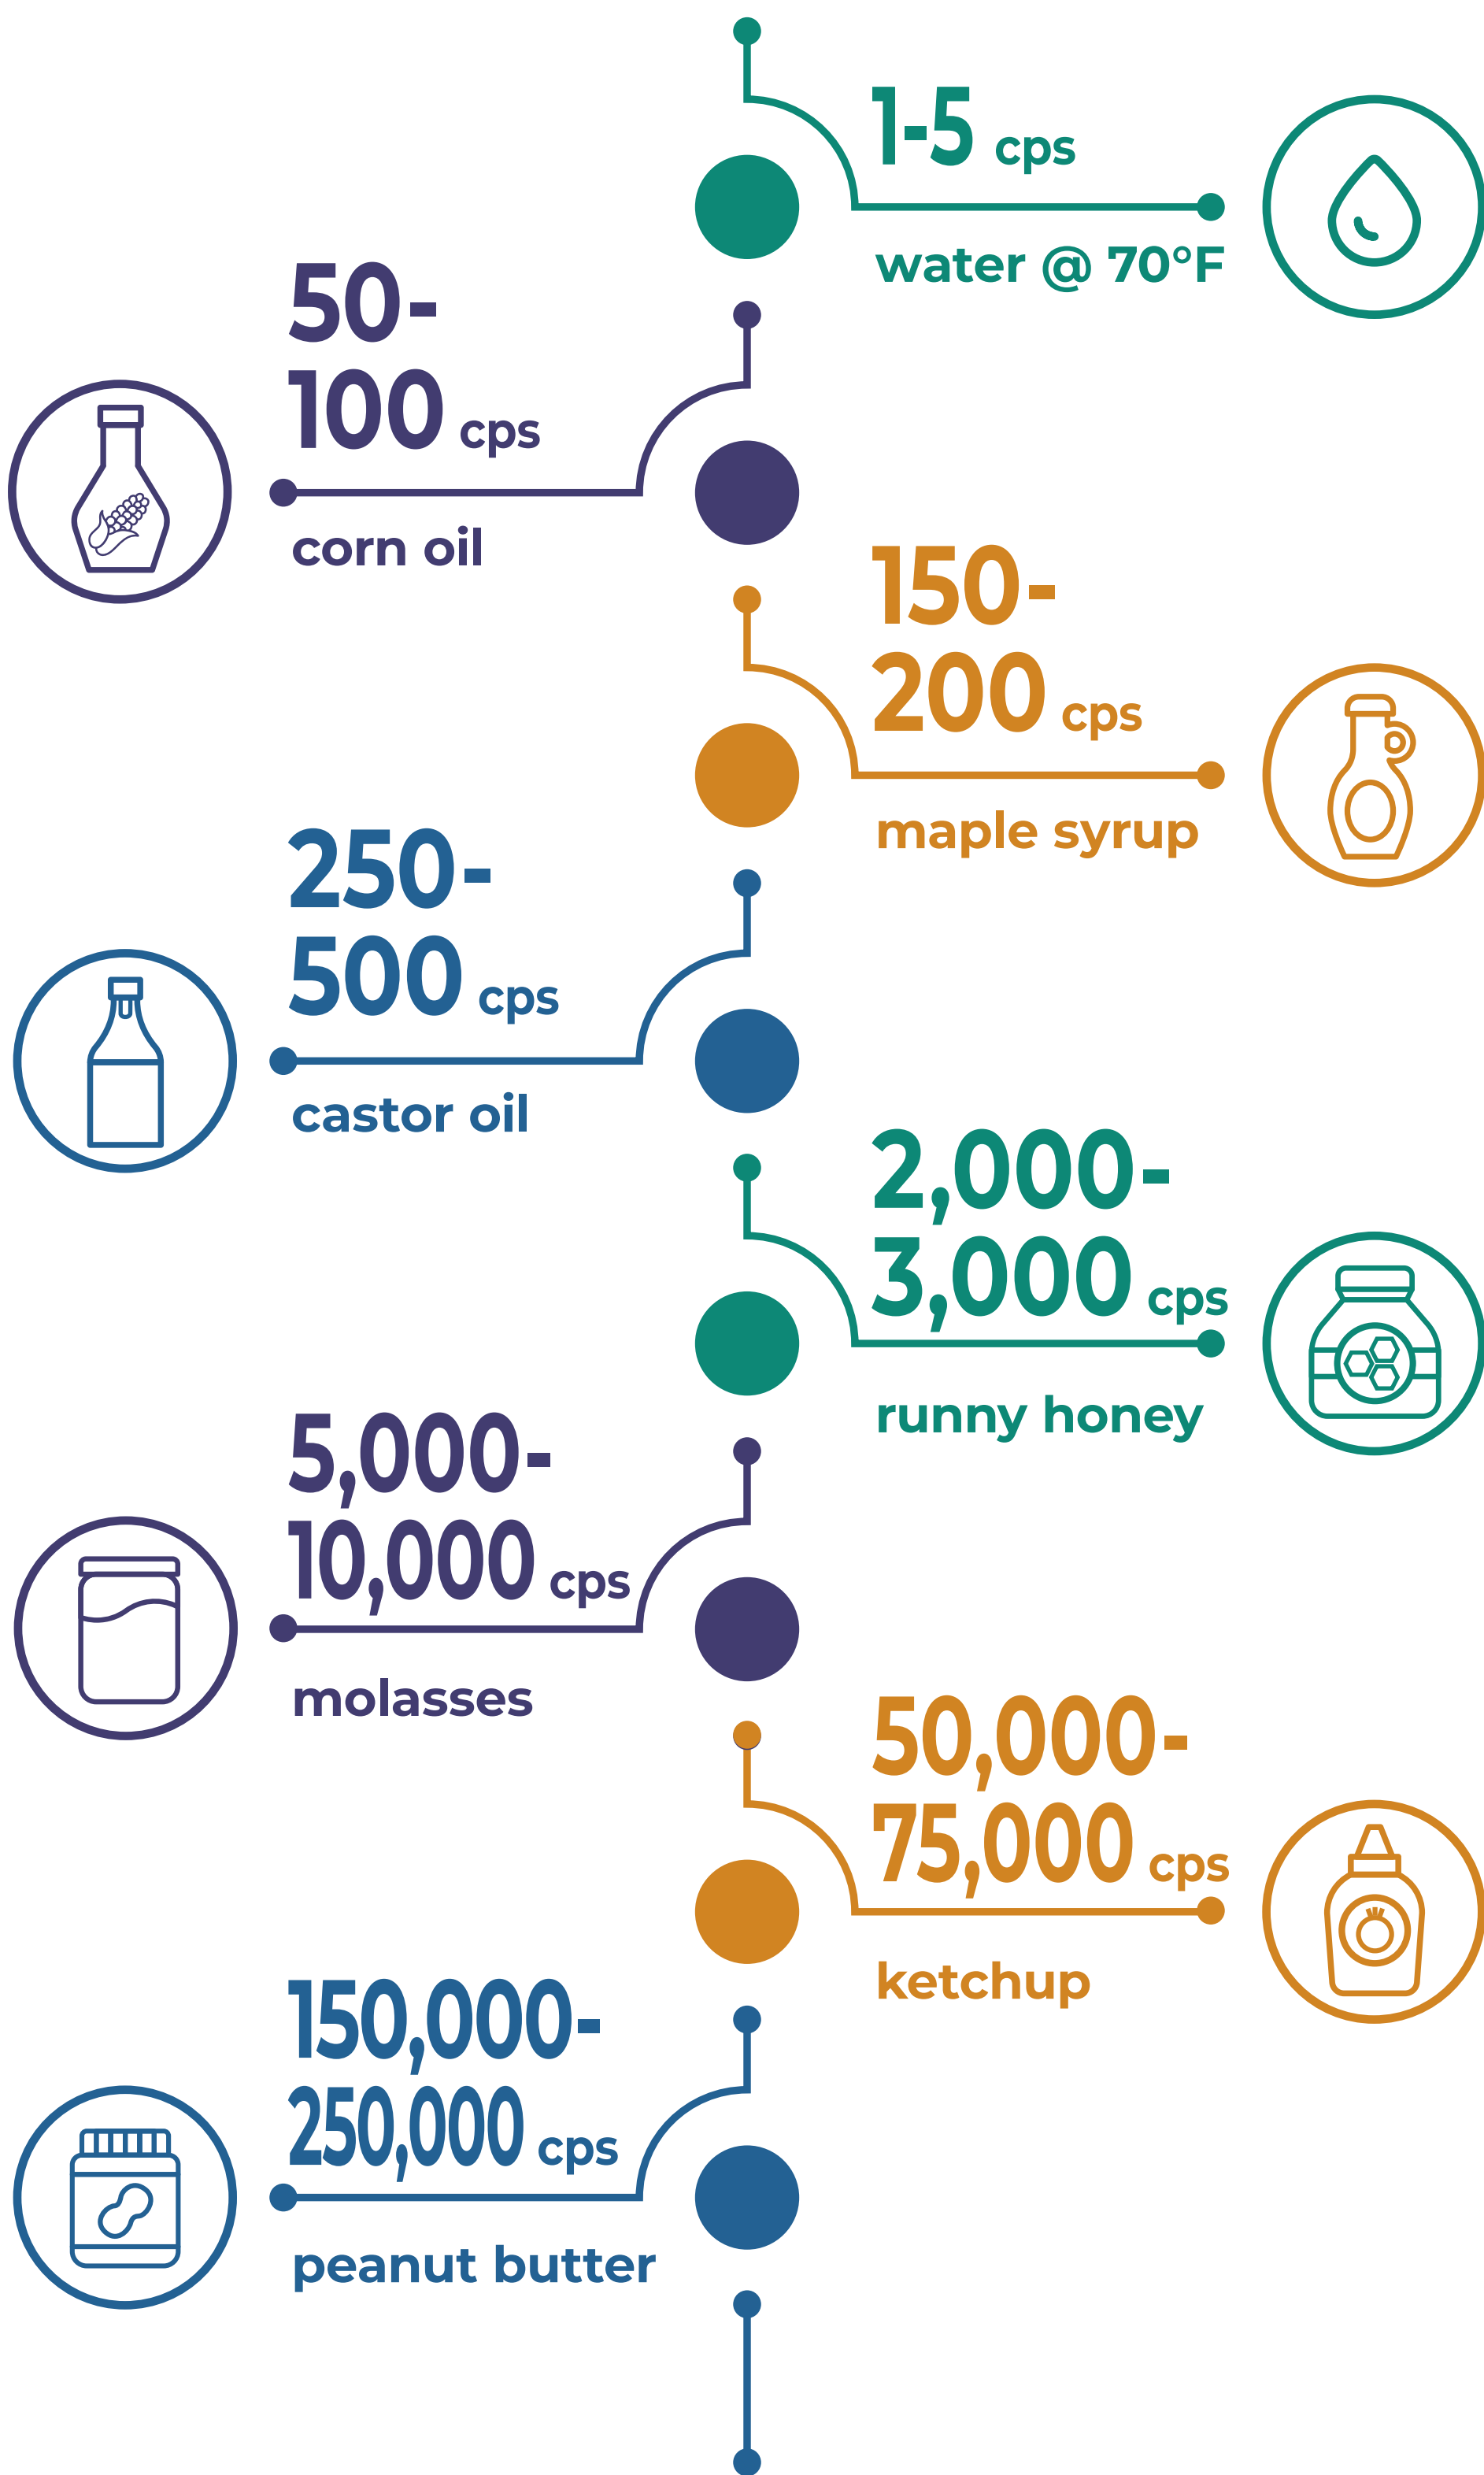 1-5 cps
water @ 70°F
50-
100 cps
corn oil
150-
200 cps
maple syrup
250-
500 cps
castor oil
2,000-
3,000 cps
runny honey
5,000-
10,000 cps
molasses
50,000-
75,000 cps
ketchup
150,000-
250,000 cps
peanut butter